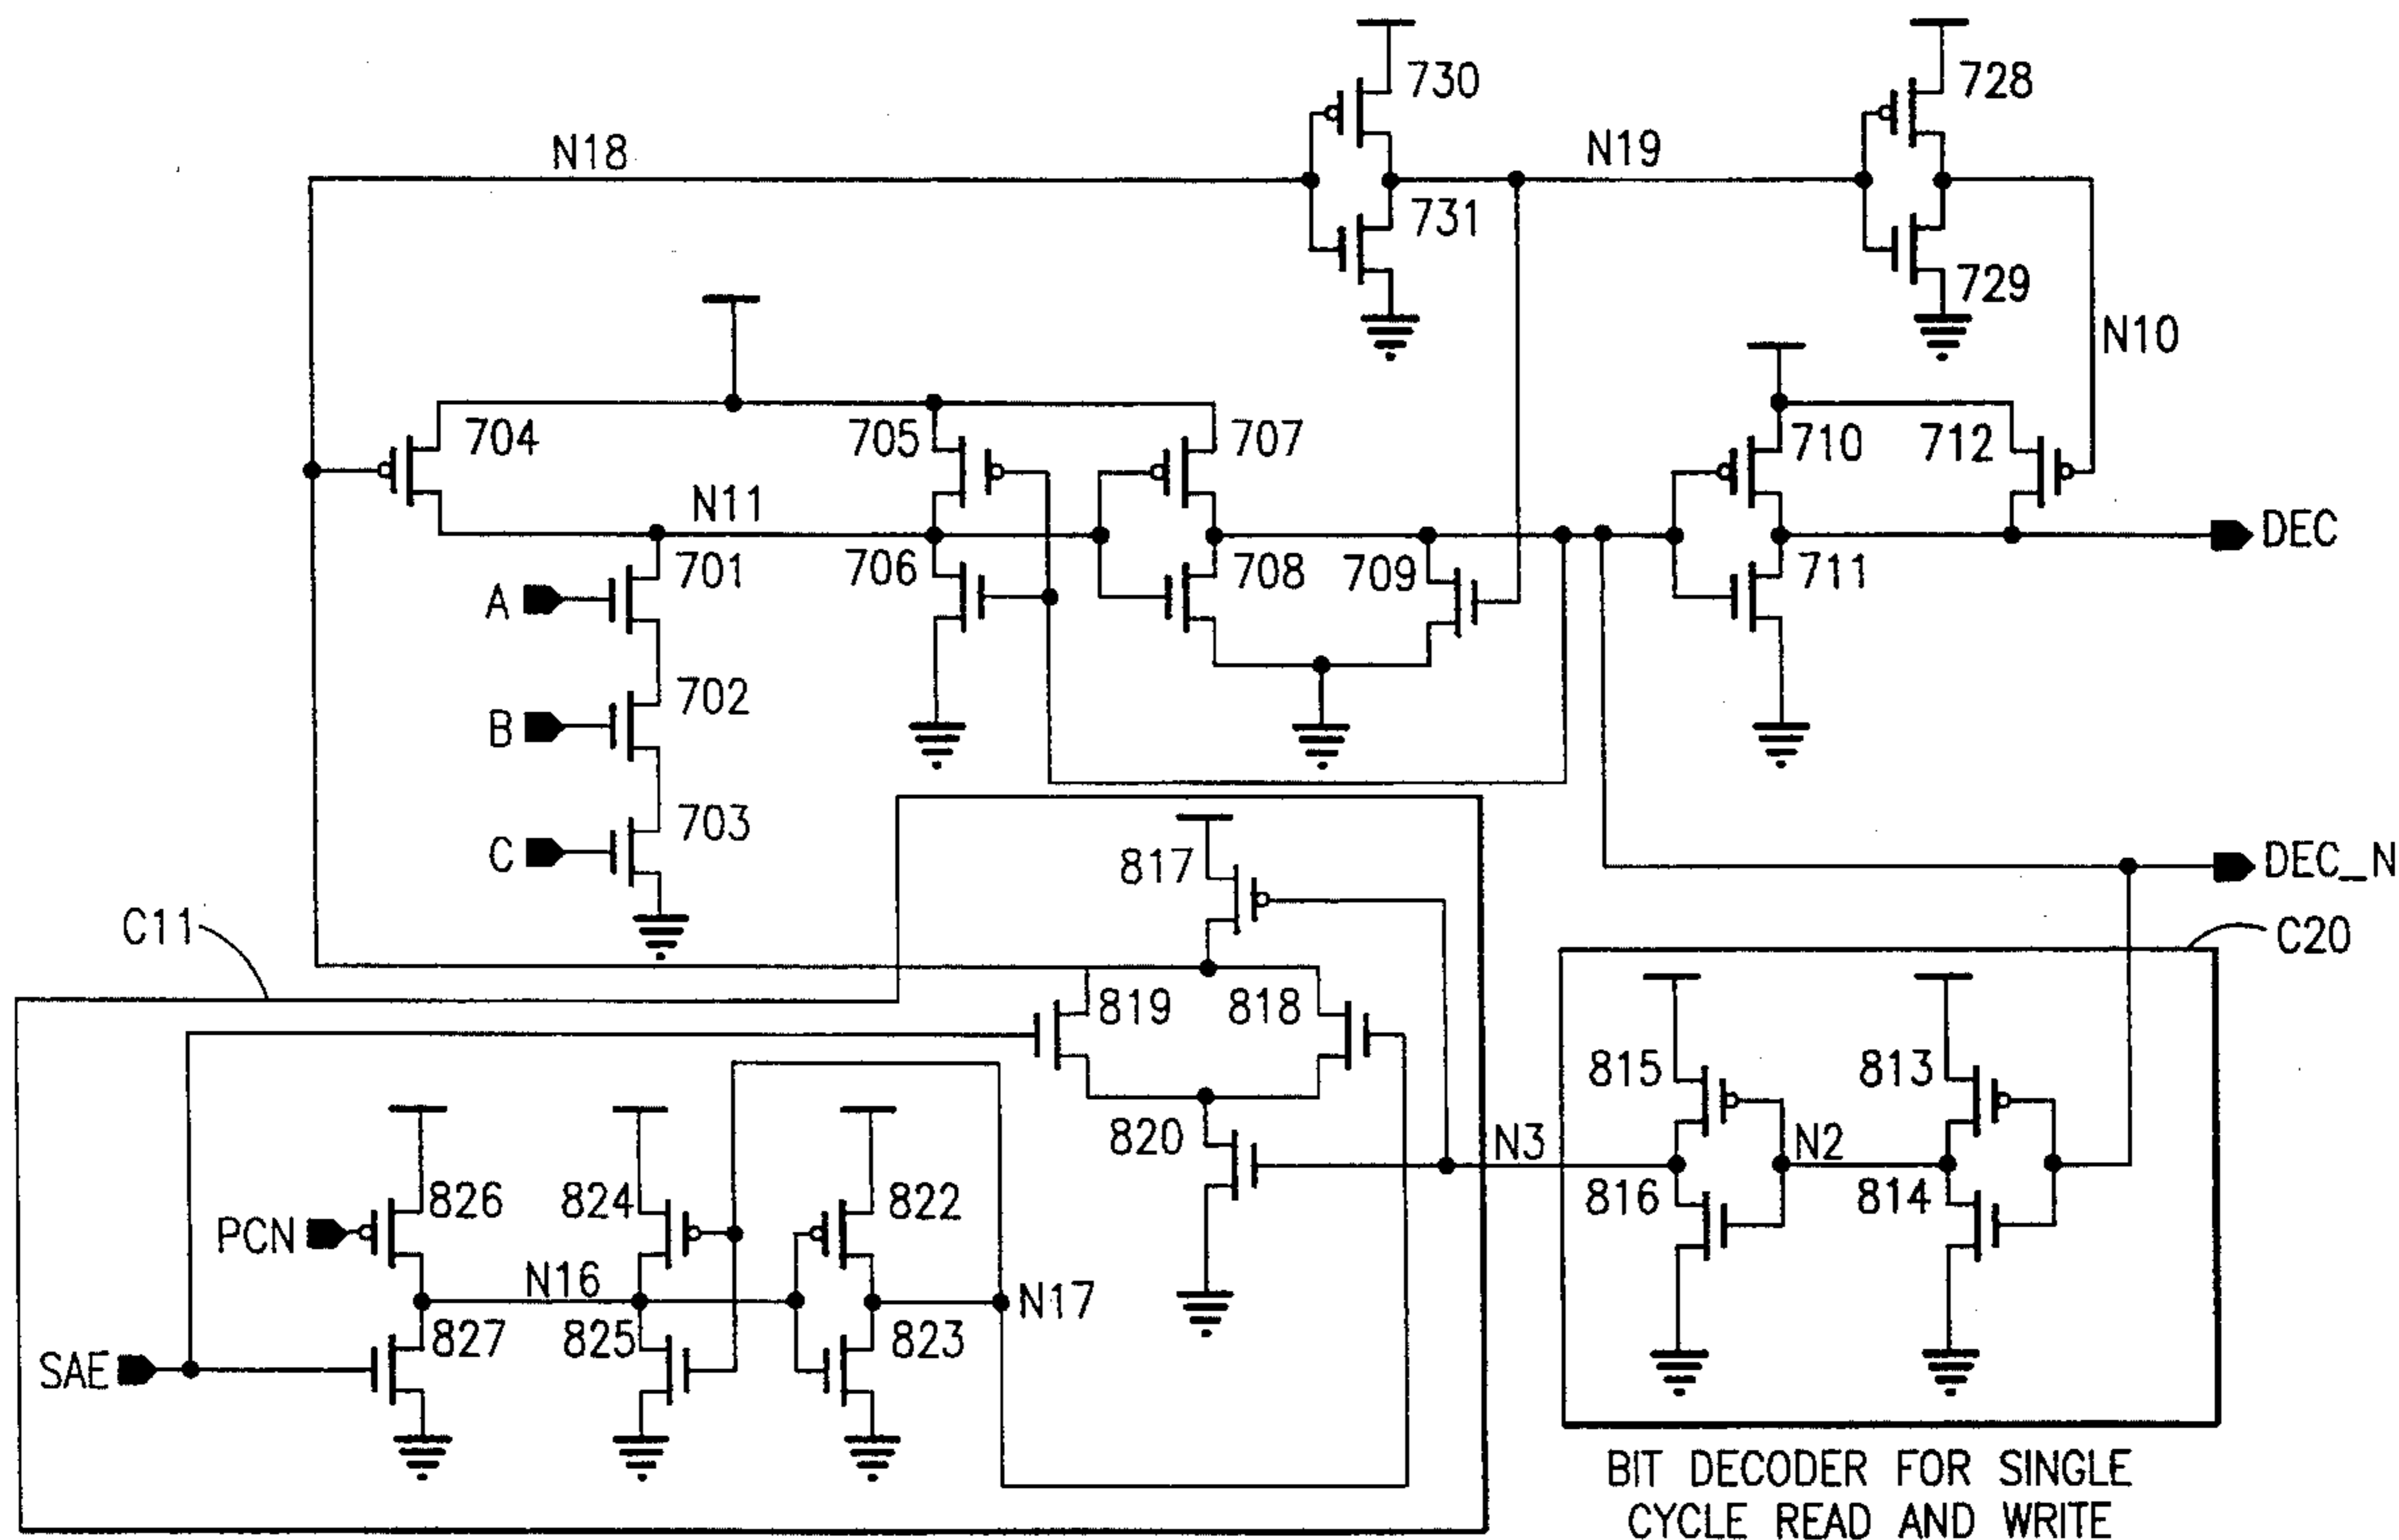 730
728
N18
N19
731
729
N10
704
705
707
710
712
N11
DEC
701
706
708
709
711
A
702
B
703
C
817
DEC_N
C11
C20
819
818
815
813
820
N3
N2
826
824
822
816
814
PCN
N16
N17
827
825
823
SAE
BIT DECODER FOR SINGLE
CYCLE READ AND WRITE